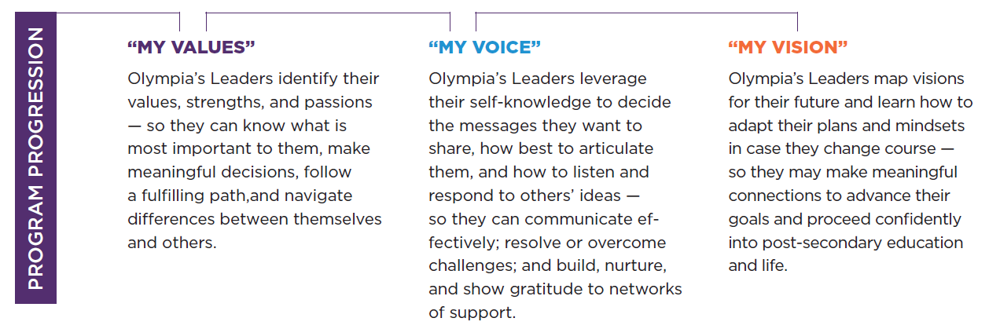 PROGRAM PROGRESSION
“MY VALUES”
Olympia’s Leaders identify their
values, strengths, and passions
— so they can know what is
most important to them, make
meaningful decisions, follow
a fulfilling path,and navigate
differences between themselves
and others.
“MY VOICE”
Olympia’s Leaders leverage
their self-knowledge to decide
the messages they want to
share, how best to articulate
them, and how to listen and
respond to others’ ideas —
so they can communicate ef-
fectively; resolve or overcome
challenges; and build, nurture,
and show gratitude to networks
of support.
“MY VISION”
Olympia’s Leaders map visions
for their future and learn how to
adapt their plans and mindsets
in case they change course —
so they may make meaningful
connections to advance their
goals and proceed confidently
into post-secondary education
and life.